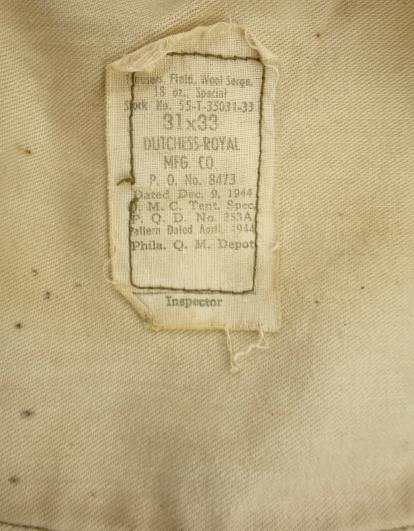 Trousers, Field, Wool Serge,
18 oz., Special
Stock No. 55-T-35031-33
31x33
DUTCHESS-ROYAL
MFG. CO
P. O. No. 8473
Dated Dec. 9, 1944
Q. M. C. Tent. Spec.
P. Q. D. No. 353A
Pattern Dated April, 1944
Phila. Q. M. Depot
Inspector